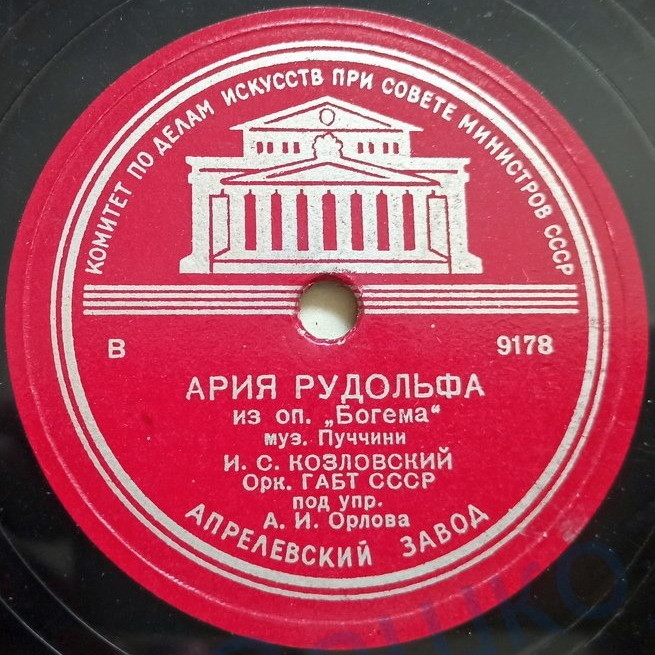 КОМИТЕТ ПО ДЕЛАМ ИСКУССТВ ПРИ СОВЕТЕ МИНИСТРОВ СССР
В 9178
АРИЯ РУДОЛЬФА
из оп. „Богема“
муз. Пуччини
И. С. КОЗЛОВСКИЙ
Орк. ГАБТ СССР
под упр.
А. И. Орлова
АПРЕЛЕВСКИЙ ЗАВОД